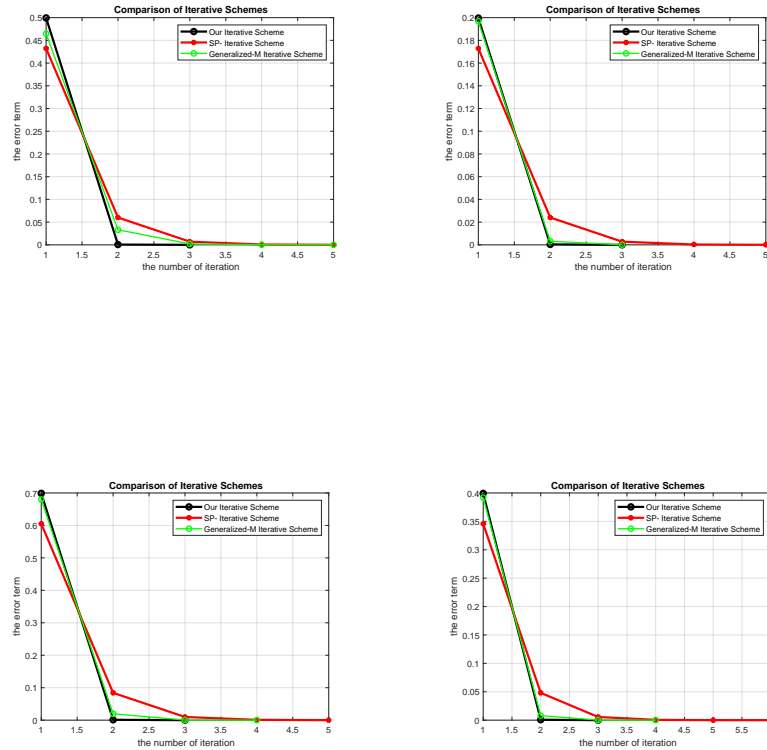 Comparison of Iterative Schemes
0.5
0.45
0.4
0.35
0.3
0.25
0.2
0.15
0.1
0.05
0
the error term
Our Iterative Scheme
SP- Iterative Scheme
Generalized-M Iterative Scheme
1 1.5 2 2.5 3 3.5 4 4.5 5
the number of iteration
Comparison of Iterative Schemes
0.2
0.18
0.16
0.14
0.12
0.1
0.08
0.06
0.04
0.02
0
the error term
Our Iterative Scheme
SP- Iterative Scheme
Generalized-M Iterative Scheme
1 1.5 2 2.5 3 3.5 4 4.5 5
the number of iteration
Comparison of Iterative Schemes
0.7
0.6
0.5
0.4
0.3
0.2
0.1
0
the error term
Our Iterative Scheme
SP- Iterative Scheme
Generalized-M Iterative Scheme
1 1.5 2 2.5 3 3.5 4 4.5 5
the number of iteration
Comparison of Iterative Schemes
0.4
0.35
0.3
0.25
0.2
0.15
0.1
0.05
0
the error term
Our Iterative Scheme
SP- Iterative Scheme
Generalized-M Iterative Scheme
1 1.5 2 2.5 3 3.5 4 4.5 5 5.5
the number of iteration